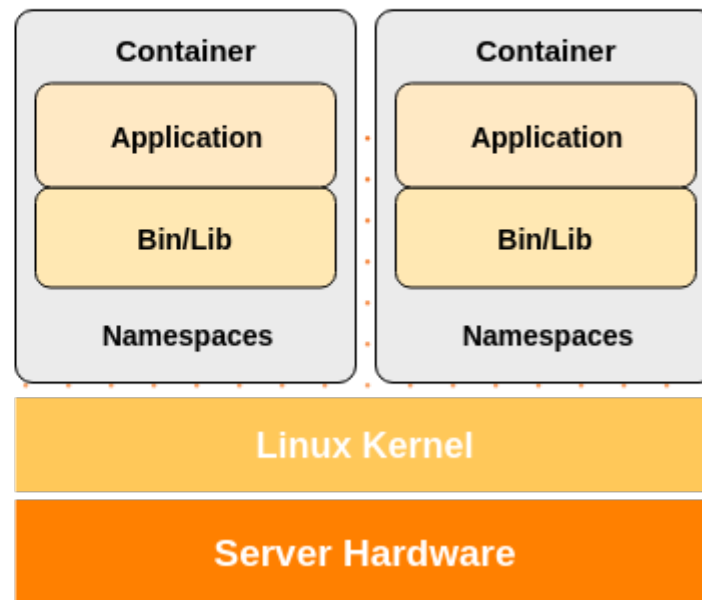 Container
Application
Bin/Lib
Namespaces
Container
Application
Bin/Lib
Namespaces
Linux Kernel
Server Hardware